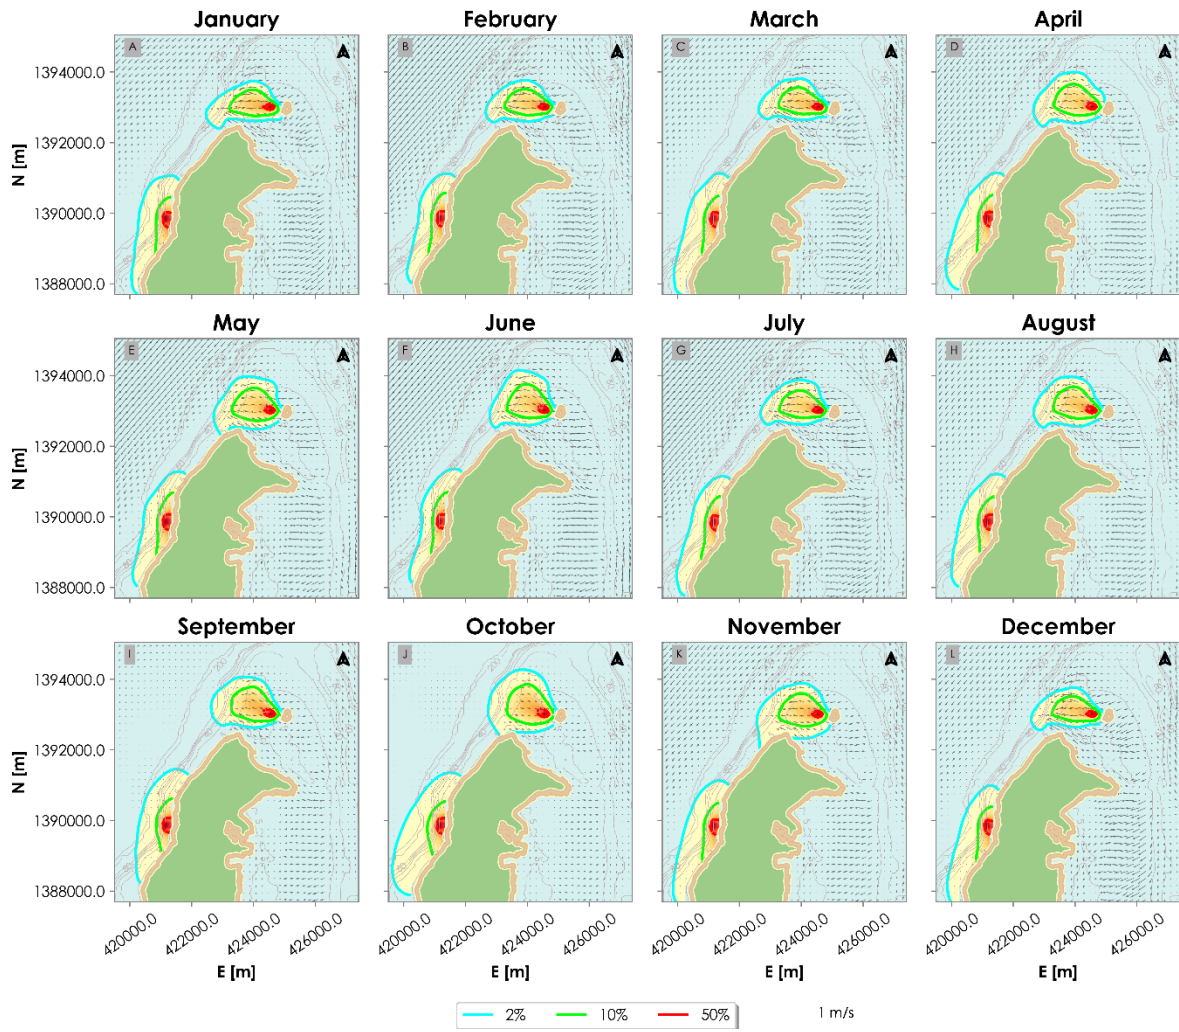 January February March April
A B C D
1394000.0
1392000.0
N [m]
1390000.0
1388000.0
May June July August
E F G H
1394000.0
1392000.0
N [m]
1390000.0
1388000.0
September October November December
I J K L
1394000.0
1392000.0
N [m]
1390000.0
1388000.0
420000.0 422000.0 424000.0 426000.0 420000.0 422000.0 424000.0 426000.0 420000.0 422000.0 424000.0 426000.0 420000.0 422000.0 424000.0 426000.0
E [m] E [m] E [m] E [m]
2% 10% 50% 1 m/s